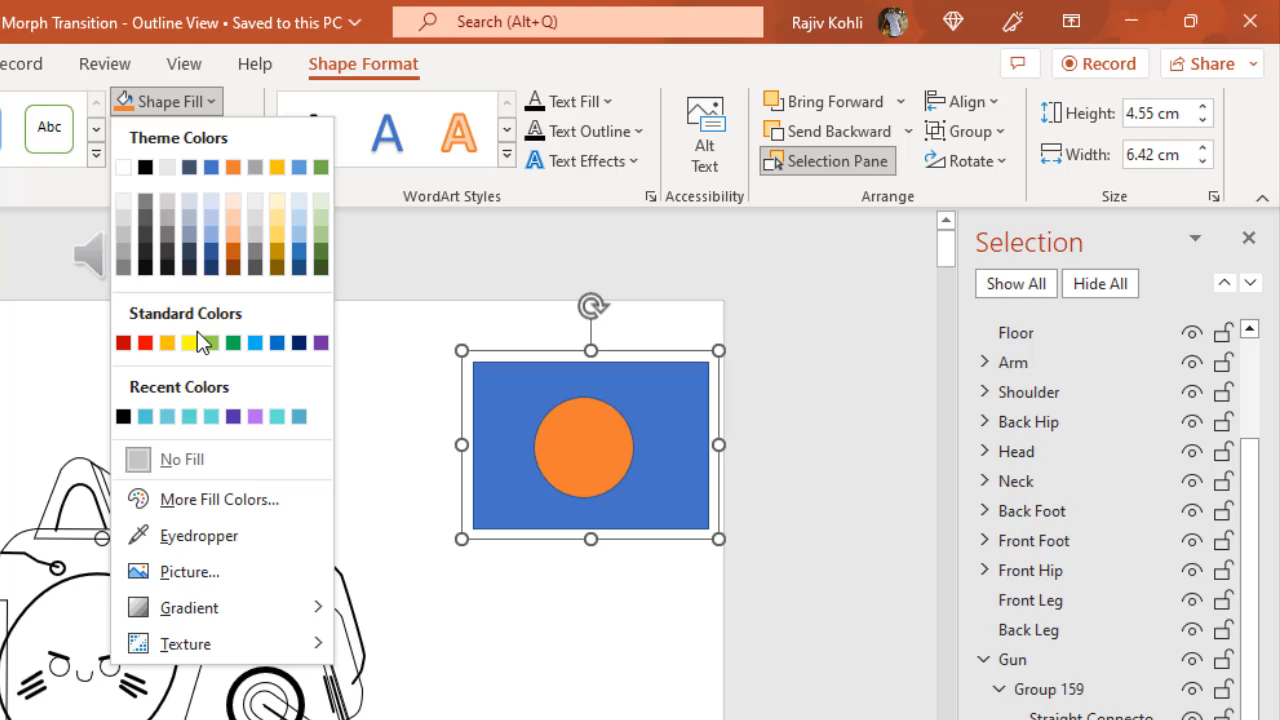 Morph Transition - Outline View • Saved to this PC
Search (Alt+Q)
Rajiv Kohli
ecord
Review
View
Help
Shape Format
Record
Share
Abc
Shape Fill
Theme Colors
Standard Colors
Recent Colors
No Fill
More Fill Colors...
Eyedropper
Picture...
Gradient
Texture
A
A
Text Fill
Text Outline
Text Effects
WordArt Styles
Alt
Text
Accessibility
Bring Forward
Send Backward
Selection Pane
Align
Group
Rotate
Arrange
Height:
4.55 cm
Width:
6.42 cm
Size
Selection
Show All
Hide All
Floor
Arm
Shoulder
Back Hip
Head
Neck
Back Foot
Front Foot
Front Hip
Front Leg
Back Leg
Gun
Group 159
Straight Connecto